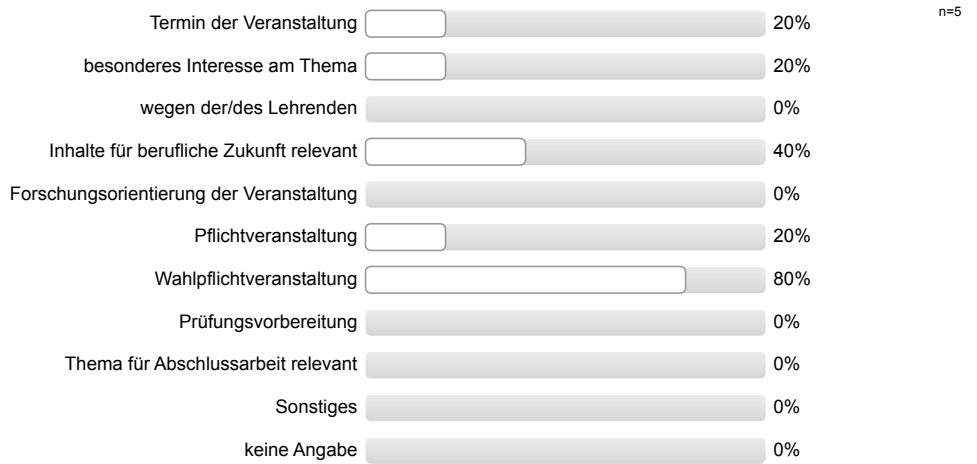 Termin der Veranstaltung 20% n=5
besonderes Interesse am Thema 20%
wegen der/des Lehrenden 0%
Inhalte für berufliche Zukunft relevant 40%
Forschungsorientierung der Veranstaltung 0%
Pflichtveranstaltung 20%
Wahlpflichtveranstaltung 80%
Prüfungsvorbereitung 0%
Thema für Abschlussarbeit relevant 0%
Sonstiges 0%
keine Angabe 0%